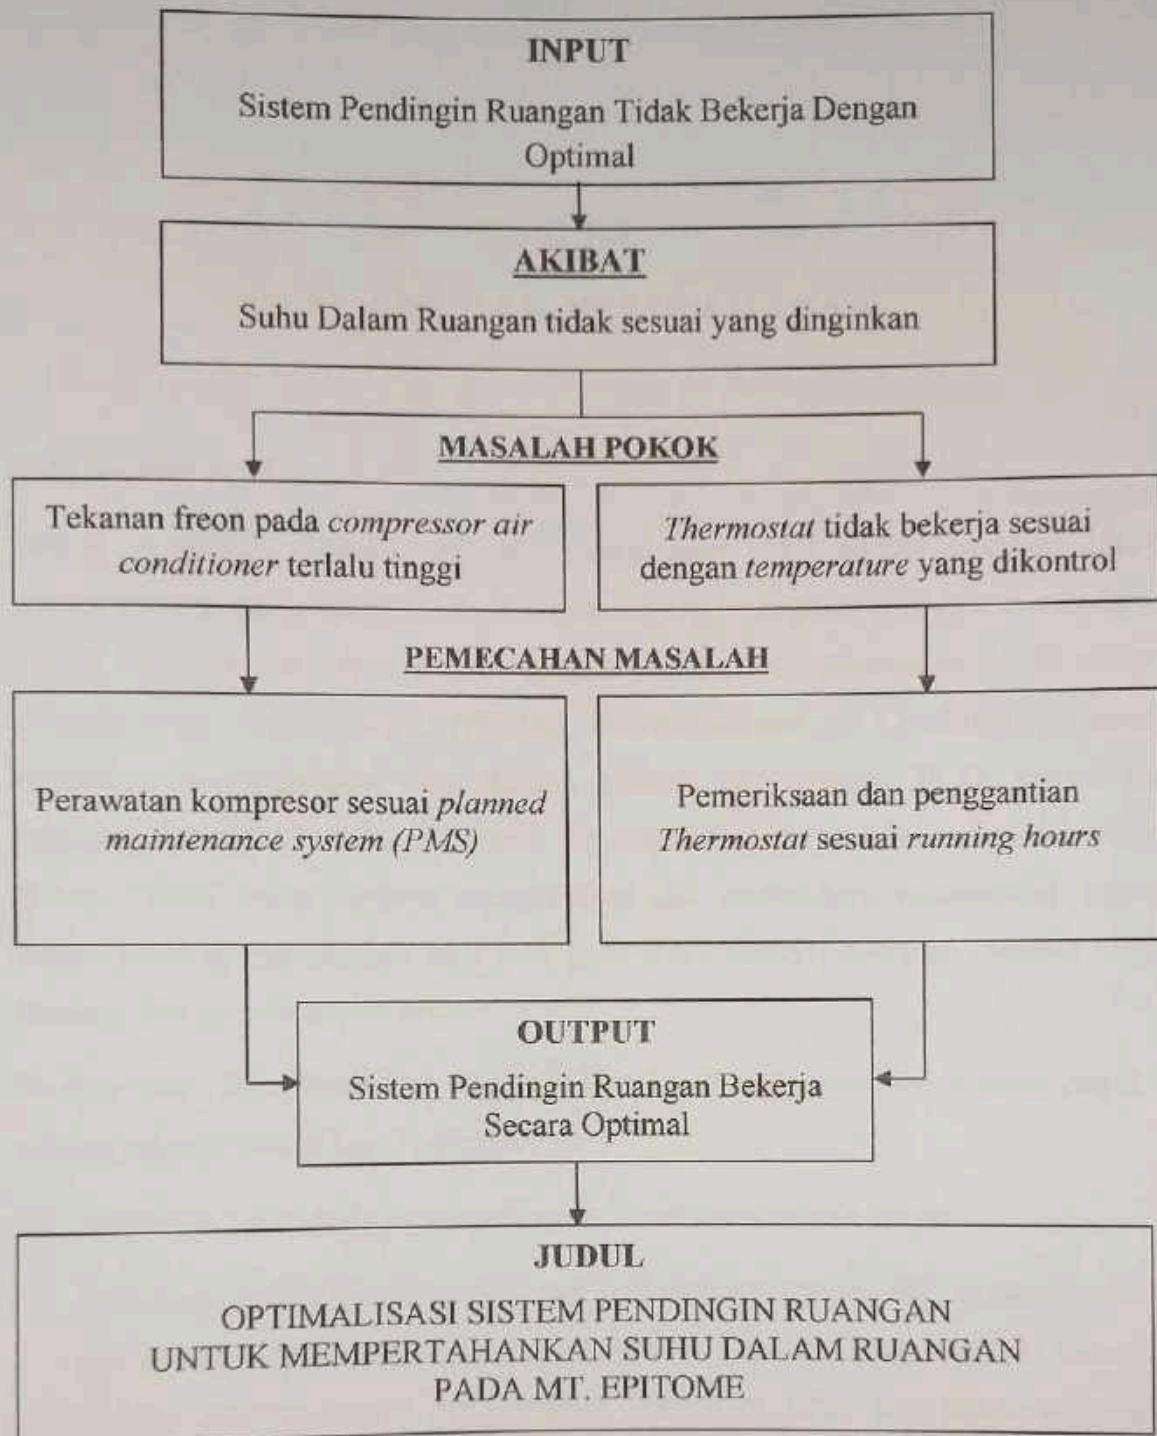 INPUT
Sistem Pendingin Ruangan Tidak Bekerja Dengan
Optimal
AKIBAT
Suhu Dalam Ruangan tidak sesuai yang dinginkan
MASALAH POKOK
Tekanan freon pada compressor air
conditioner terlalu tinggi
Thermostat tidak bekerja sesuai
dengan temperature yang dikontrol
PEMECAHAN MASALAH
Perawatan kompresor sesuai planned
maintenance system (PMS)
Pemeriksaan dan penggantian
Thermostat sesuai running hours
OUTPUT
Sistem Pendingin Ruangan Bekerja
Secara Optimal
JUDUL
OPTIMALISASI SISTEM PENDINGIN RUANGAN
UNTUK MEMPERTAHANKAN SUHU DALAM RUANGAN
PADA MT. EPITOME